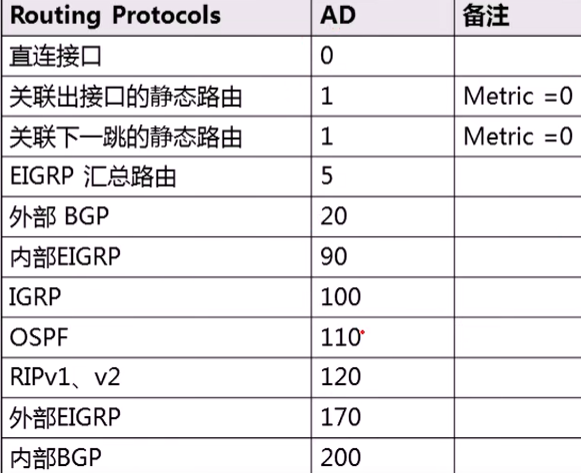 Routing Protocols AD 备注
直连接口 0
关联出接口的静态路由 1 Metric =0
关联下一跳的静态路由 1 Metric =0
EIGRP 汇总路由 5
外部 BGP 20
内部EIGRP 90
IGRP 100
OSPF 110
RIPv1、v2 120
外部EIGRP 170
内部BGP 200